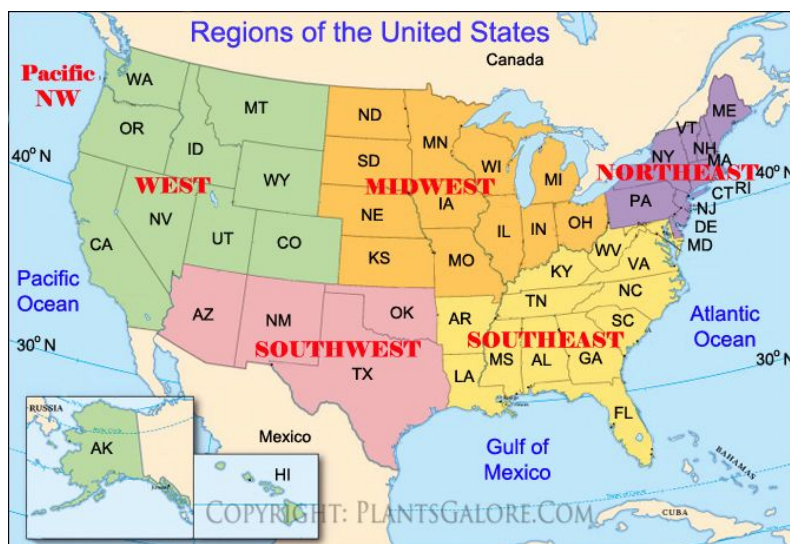 Regions of the United States
Canada
Pacific
NW
WA
MT
ND
ME
VT
OR
ID
MN
NH
NY
MA
40° N
SD
WI
MI
NORTHEAST
40° N
WEST
MIDWEST
WY
CT RI
PA
NJ
NV
NE
IA
OH
DE
CA
UT
CO
IL
IN
MD
WV
KS
MO
VA
KY
Pacific
Ocean
NC
TN
OK
AZ
NM
AR
SC
Atlantic
Ocean
SOUTHWEST
SOUTHEAST
30° N
MS
AL
GA
30° N
TX
LA
FL
RUSSIA
Mexico
Gulf of
Mexico
AK
HI
BAHAMAS
CUBA
COPYRIGHT: PLANTSGALORE.COM